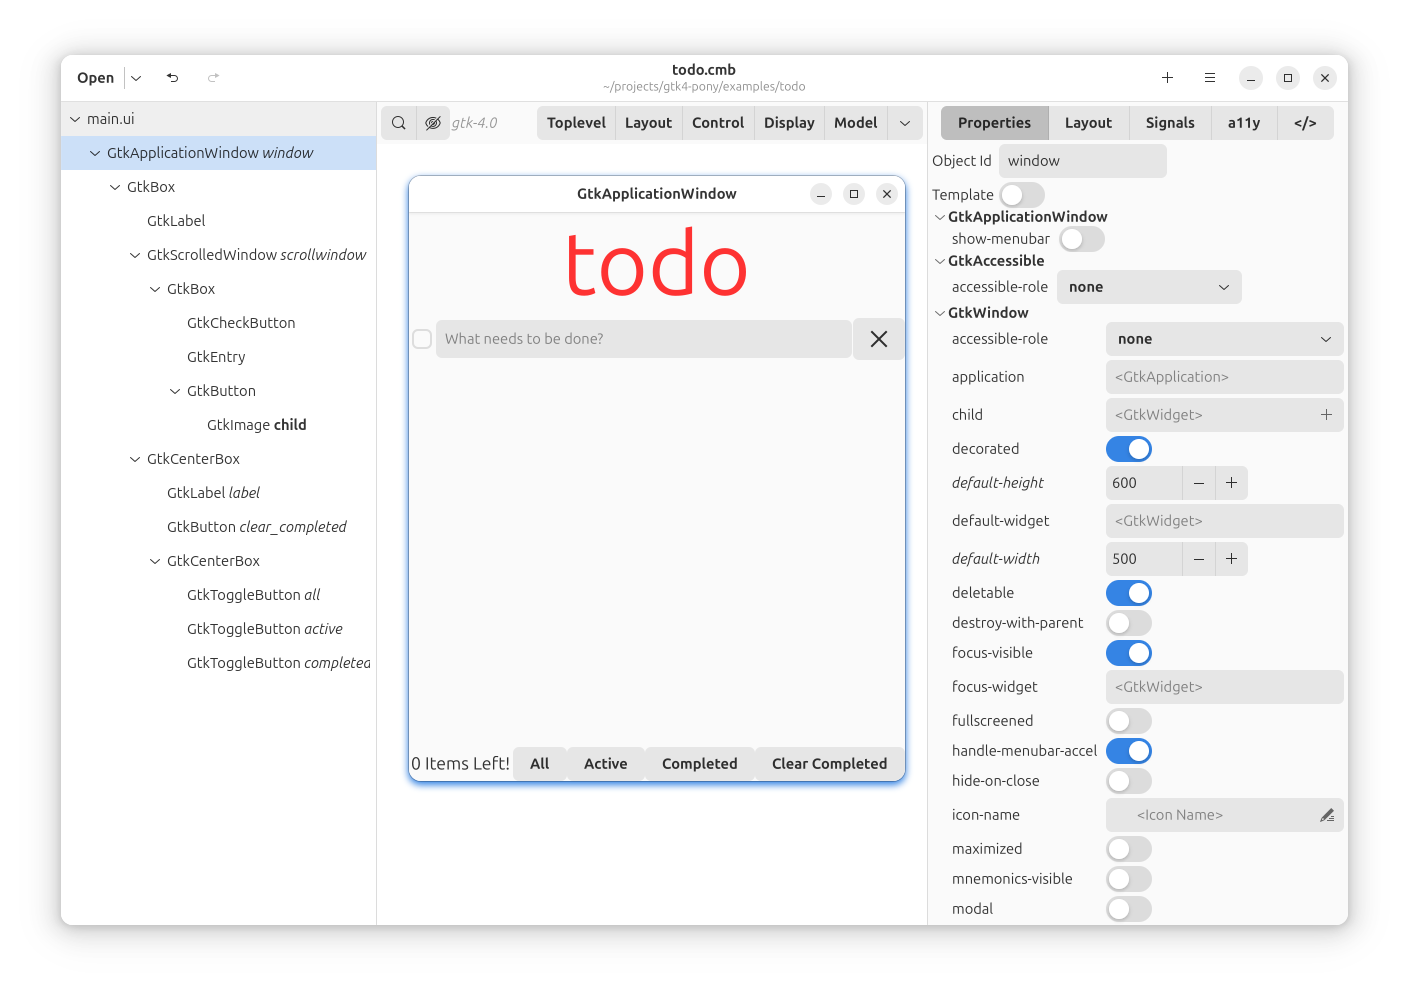 Open
todo.cmb
~/projects/gtk4-pony/examples/todo
main.ui
GtkApplicationWindow window
GtkBox
GtkLabel
GtkScrolledWindow scrollwindow
GtkBox
GtkCheckButton
GtkEntry
GtkButton
GtkImage child
GtkCenterBox
GtkLabel label
GtkButton clear_completed
GtkCenterBox
GtkToggleButton all
GtkToggleButton active
GtkToggleButton completed
gtk-4.0 Toplevel Layout Control Display Model
GtkApplicationWindow
todo
What needs to be done?
0 Items Left! All Active Completed Clear Completed
Properties Layout Signals a11y </>
Object Id window
Template
GtkApplicationWindow
show-menubar
GtkAccessible
accessible-role none
GtkWindow
accessible-role none
application <GtkApplication>
child <GtkWidget>
decorated
default-height 600
default-widget <GtkWidget>
default-width 500
deletable
destroy-with-parent
focus-visible
focus-widget <GtkWidget>
fullscreened
handle-menubar-accel
hide-on-close
icon-name <Icon Name>
maximized
mnemonics-visible
modal